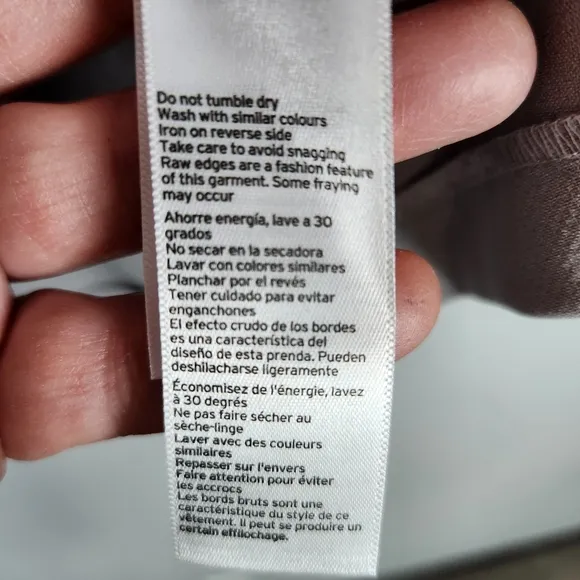 Do not tumble dry
Wash with similar colours
Iron on reverse side
Take care to avoid snagging
Raw edges are a fashion feature
of this garment. Some fraying
may occur
Ahorre energía, lave a 30
grados
No secar en la secadora
Lavar con colores similares
Planchar por el revés
Tener cuidado para evitar
enganchones
El efecto crudo de los bordes
es una característica del
diseño de esta prenda. Pueden
deshilacharse ligeramente
Économisez de l'énergie, lavez
à 30 degrés
Ne pas faire sécher au
sèche-linge
Laver avec des couleurs
similaires
Repasser sur l'envers
Faire attention pour éviter
les accrocs
Les bords bruts sont une
caractéristique du style de ce
vêtement. Il peut se produire un
certain effilochage.